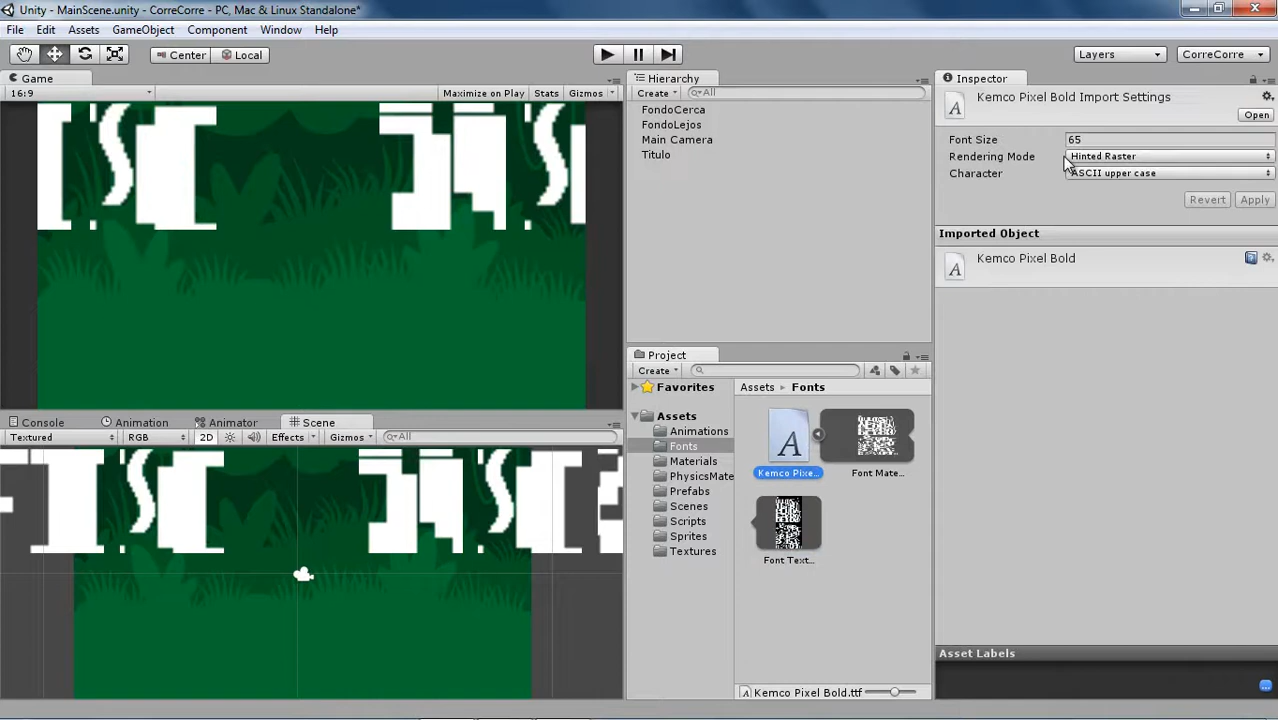 Unity - MainScene.unity - CorreCorre - PC, Mac & Linux Standalone*
File Edit Assets GameObject Component Window Help
Center Local Layers CorreCorre
Game
16:9 Maximize on Play Stats Gizmos
Hierarchy
Create All
FondoCerca
FondoLejos
Main Camera
Titulo
Inspector
Kemco Pixel Bold Import Settings
Open
Font Size 65
Rendering Mode Hinted Raster
Character ASCII upper case
Revert Apply
Imported Object
Kemco Pixel Bold
Project
Create
Favorites
Assets
Animations
Fonts
Materials
PhysicsMate
Prefabs
Scenes
Scripts
Sprites
Textures
Assets Fonts
Kemco Pixe...
Font Mate...
Font Text...
Kemco Pixel Bold.ttf
Console Animation Animator Scene
Textured RGB 2D Effects Gizmos All
Asset Labels